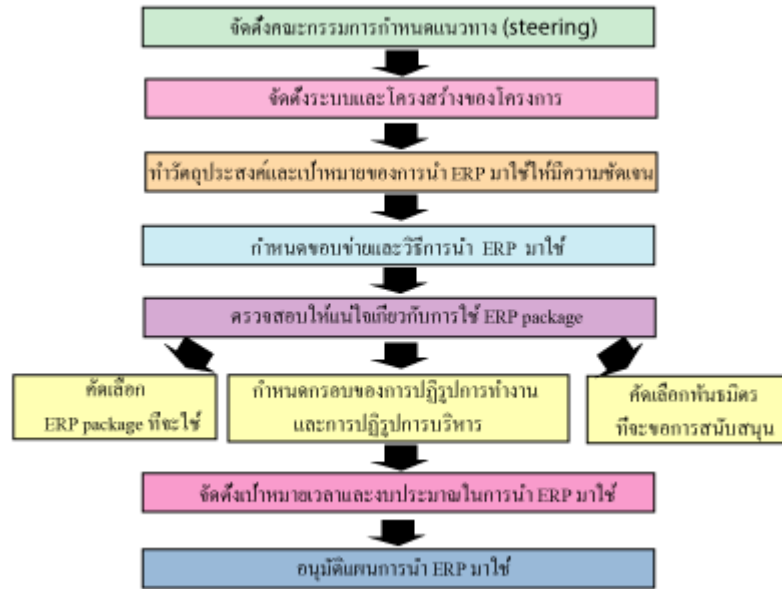 จัดตั้งคณะกรรมการกำหนดแนวทาง (steering)
จัดตั้งระบบและโครงสร้างของโครงการ
ทำวัตถุประสงค์และเป้าหมายของการนำ ERP มาใช้ให้มีความชัดเจน
กำหนดขอบข่ายและวิธีการนำ ERP มาใช้
ตรวจสอบให้แน่ใจเกี่ยวกับการใช้ ERP package
คัดเลือก
ERP package ที่จะใช้
กำหนดกรอบของการปฏิรูปการทำงาน
และการปฏิรูปการบริหาร
คัดเลือกพันธมิตร
ที่จะขอการสนับสนุน
จัดตั้งเป้าหมายเวลาและงบประมาณในการนำ ERP มาใช้
อนุมัติแผนการนำ ERP มาใช้